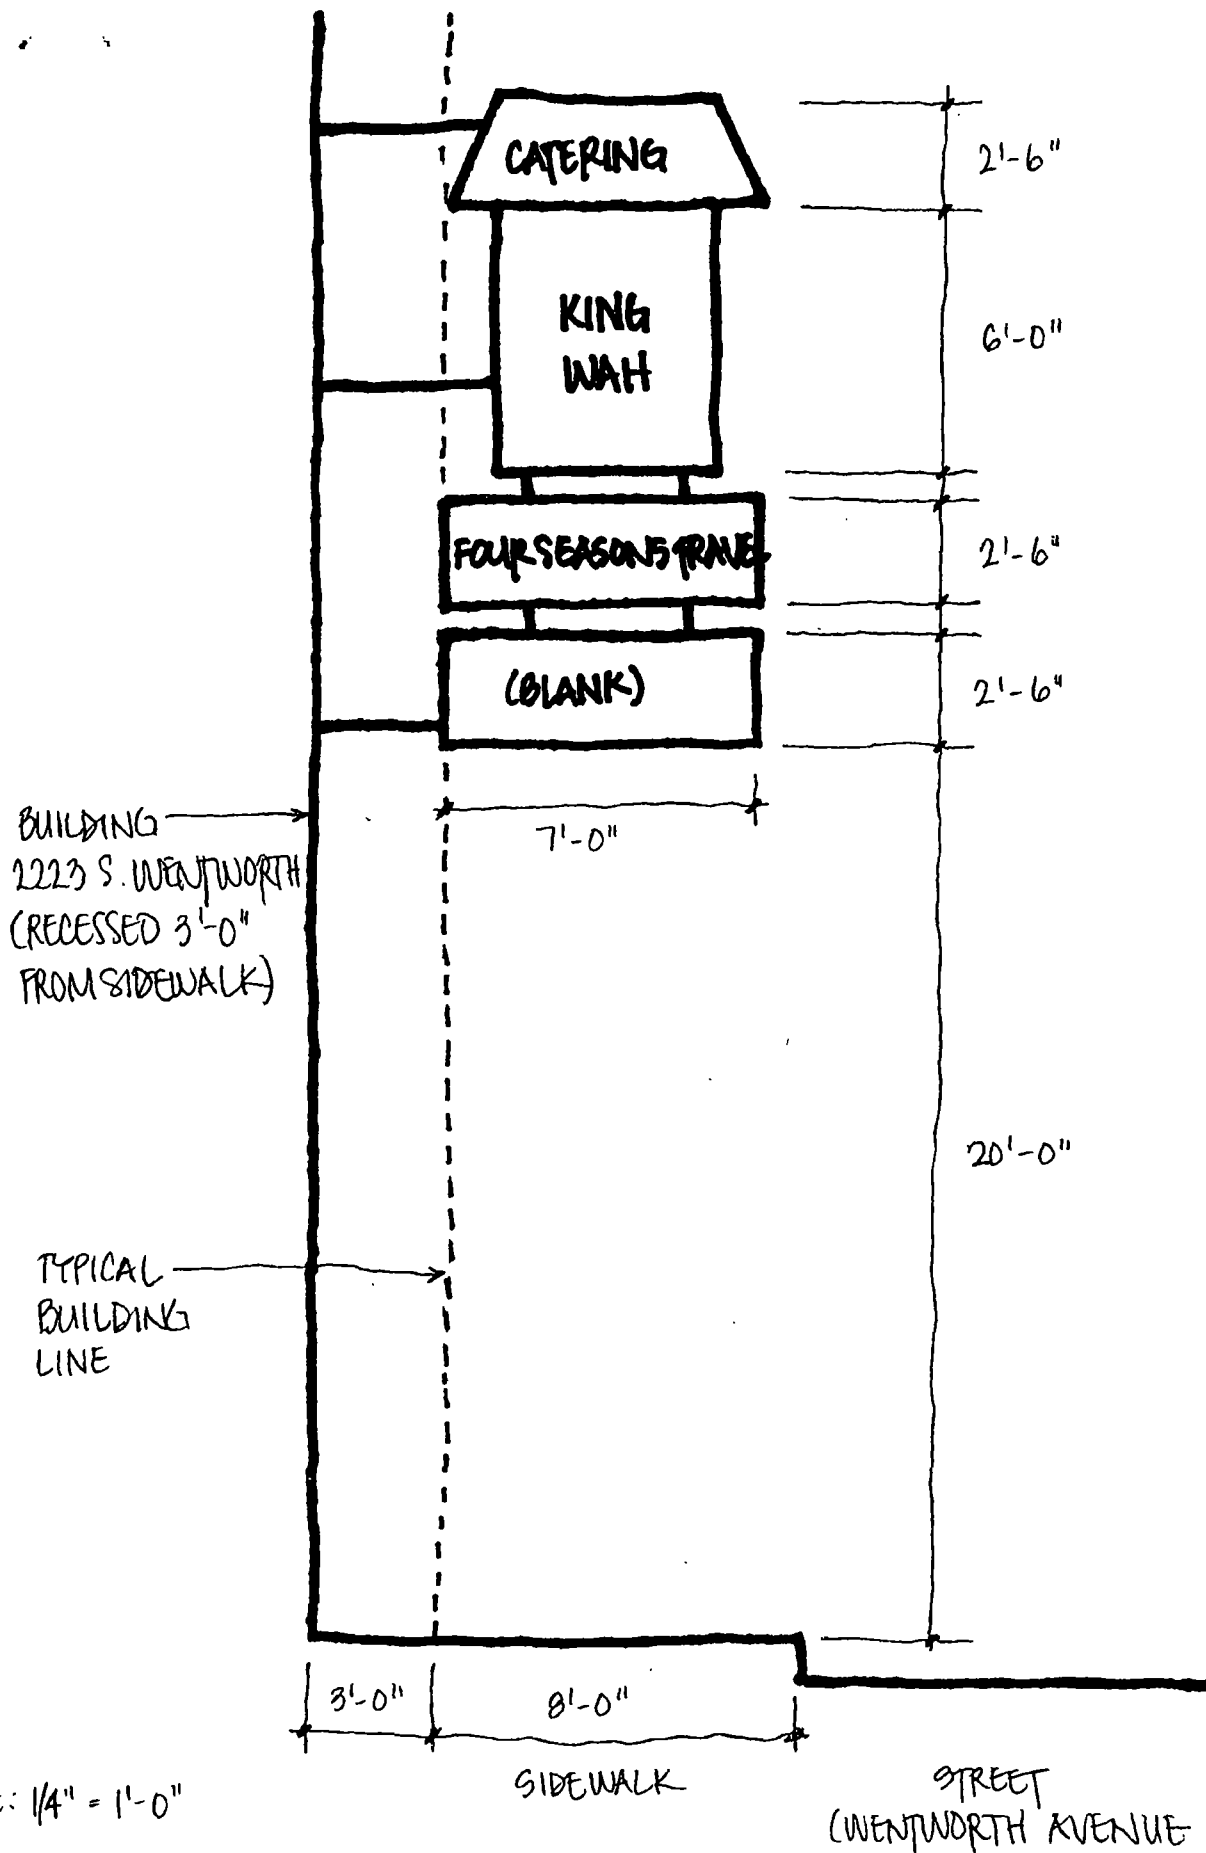 CATERING
2'-6"
KING
WAH
6'-0"
FOUR SEASONS TRAVE
2'-6"
(BLANK)
2'-6"
7'-0"
BUILDING
2223 S. WENTWORTH
(RECESSED 3'-0"
FROM SIDEWALK)
20'-0"
TYPICAL
BUILDING
LINE
3'-0"
8'-0"
SIDEWALK
STREET
(WENTWORTH AVENUE
: 1/4" = 1'-0"